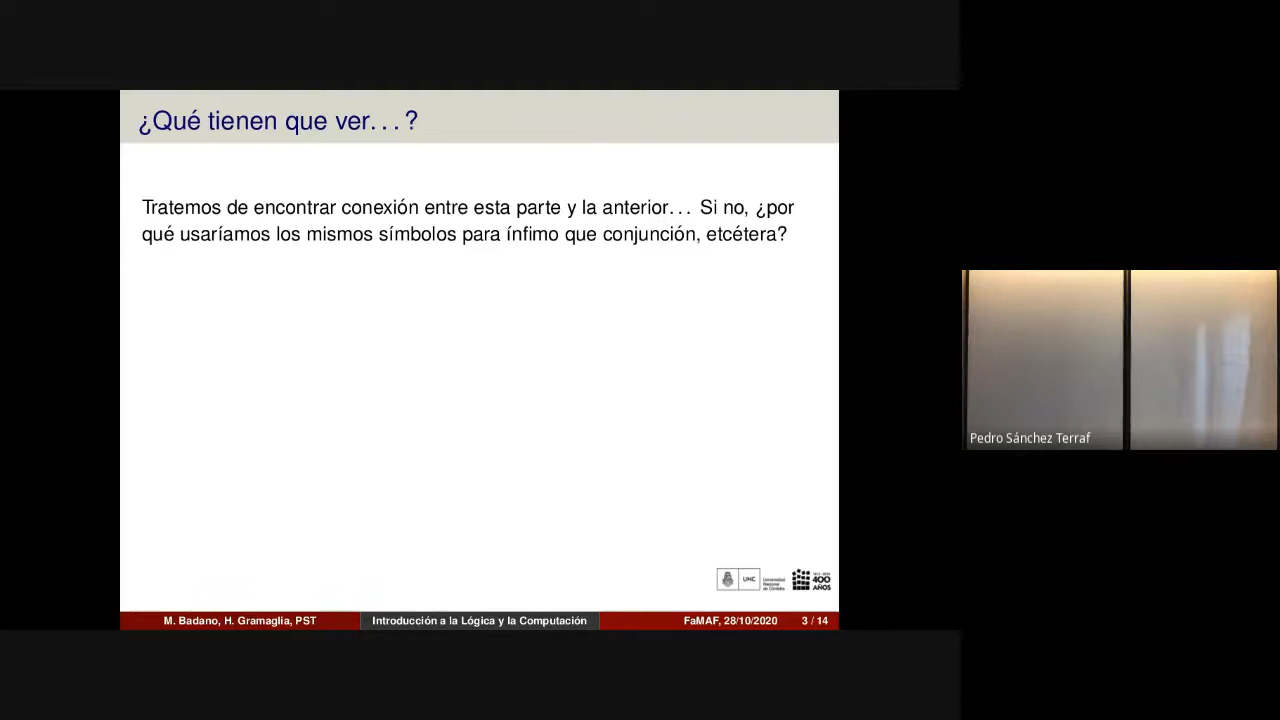 ¿Qué tienen que ver. . . ?
Tratemos de encontrar conexión entre esta parte y la anterior. . . Si no, ¿por
qué usaríamos los mismos símbolos para ínfimo que conjunción, etcétera?
Pedro Sánchez Terraf
UNC
Universidad
Nacional
de Córdoba
400
AÑOS
M. Badano, H. Gramaglia, PST
Introducción a la Lógica y la Computación
FaMAF, 28/10/2020
3 / 14